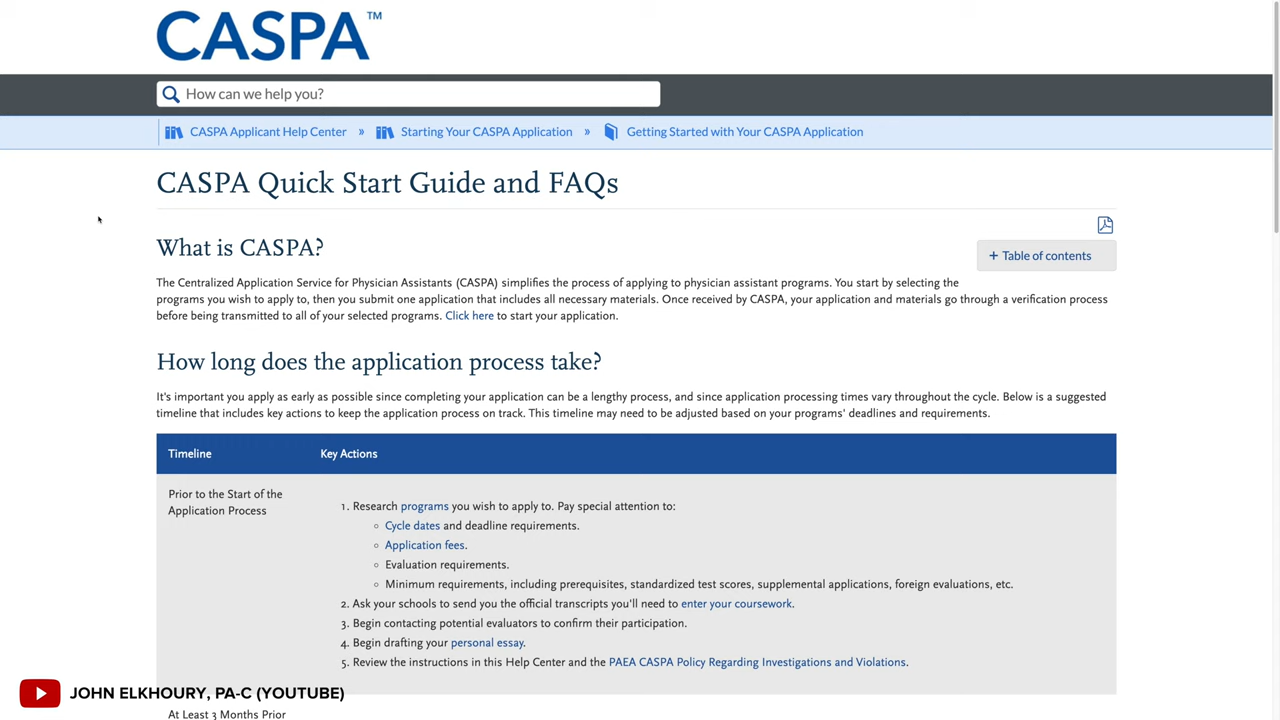 CASPA™
How can we help you?
CASPA Applicant Help Center » Starting Your CASPA Application » Getting Started with Your CASPA Application
CASPA Quick Start Guide and FAQs
What is CASPA?
+ Table of contents
The Centralized Application Service for Physician Assistants (CASPA) simplifies the process of applying to physician assistant programs. You start by selecting the
programs you wish to apply to, then you submit one application that includes all necessary materials. Once received by CASPA, your application and materials go through a verification process
before being transmitted to all of your selected programs. Click here to start your application.
How long does the application process take?
It's important you apply as early as possible since completing your application can be a lengthy process, and since application processing times vary throughout the cycle. Below is a suggested
timeline that includes key actions to keep the application process on track. This timeline may need to be adjusted based on your programs' deadlines and requirements.
Timeline Key Actions
Prior to the Start of the
Application Process
1. Research programs you wish to apply to. Pay special attention to:
◦ Cycle dates and deadline requirements.
◦ Application fees.
◦ Evaluation requirements.
◦ Minimum requirements, including prerequisites, standardized test scores, supplemental applications, foreign evaluations, etc.
2. Ask your schools to send you the official transcripts you'll need to enter your coursework.
3. Begin contacting potential evaluators to confirm their participation.
4. Begin drafting your personal essay.
5. Review the instructions in this Help Center and the PAEA CASPA Policy Regarding Investigations and Violations.
JOHN ELKHOURY, PA-C (YOUTUBE)
At Least 3 Months Prior